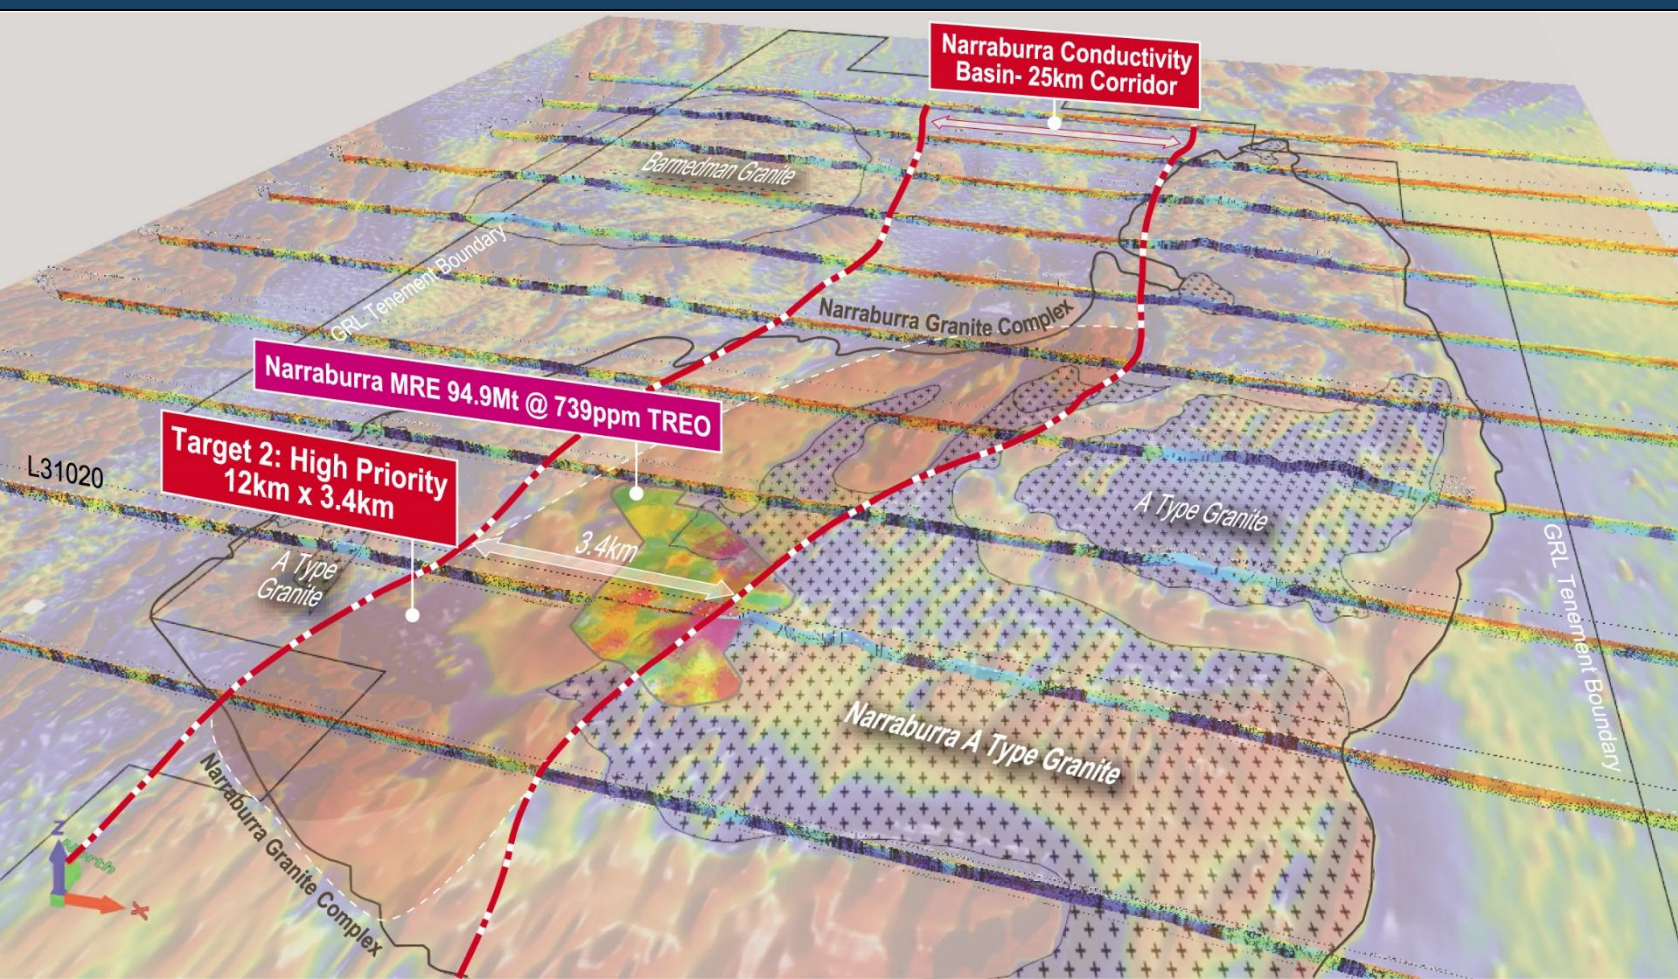 Narraburra Conductivity
Basin- 25km Corridor
Barmedman Granite
GRL Tenement Boundary
Narraburra Granite Complex
Narraburra MRE 94.9Mt @ 739ppm TREO
Target 2: High Priority
12km x 3.4km
L31020
3.4km
A Type
Granite
A Type Granite
GRL Tenement Boundary
Narraburra A Type Granite
Narraburra Granite Complex
Z
North
X